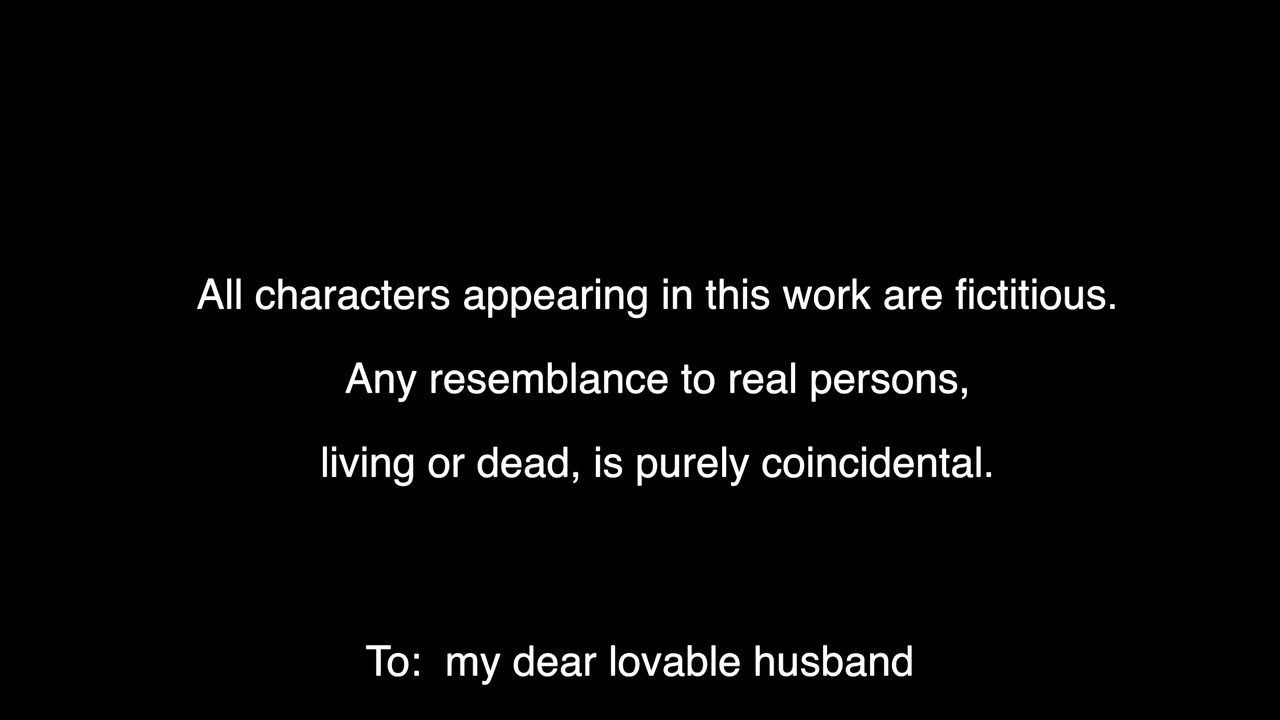 All characters appearing in this work are fictitious.
Any resemblance to real persons,
living or dead, is purely coincidental.
To:  my dear lovable husband